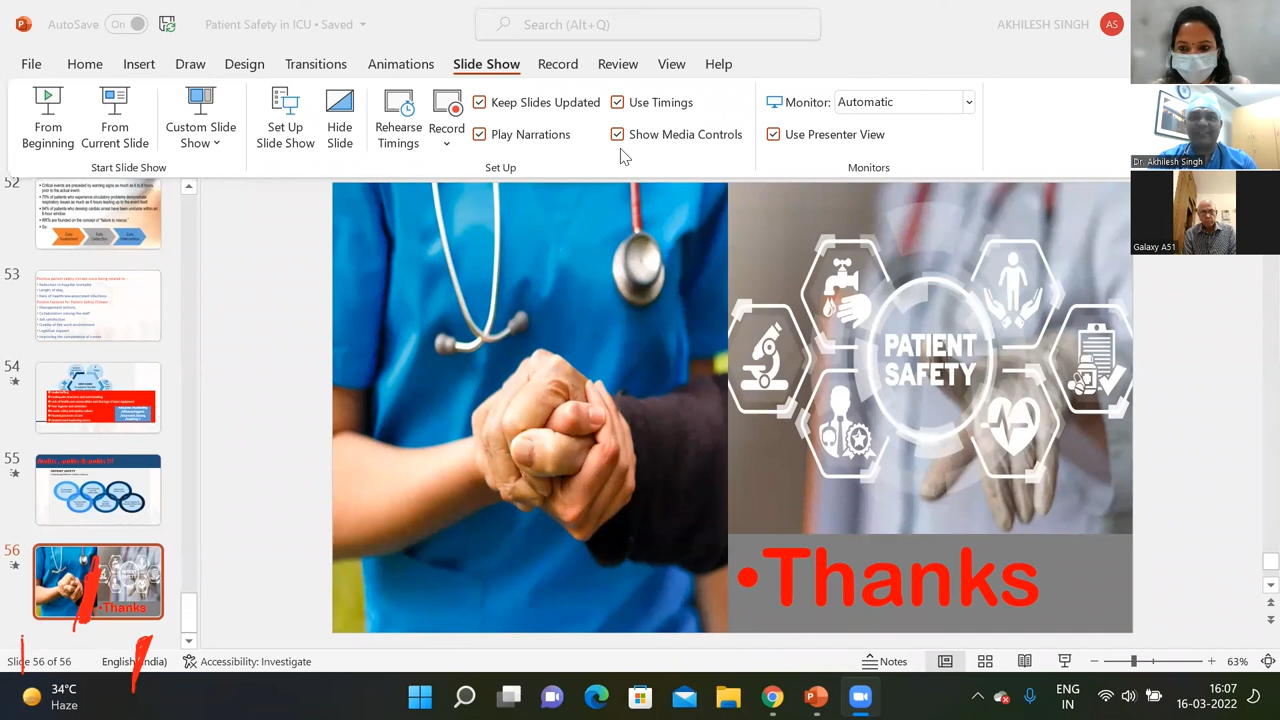 AutoSave On Patient Safety in ICU • Saved Search (Alt+Q) AKHILESH SINGH AS
File Home Insert Draw Design Transitions Animations Slide Show Record Review View Help
From Beginning
From Current Slide
Custom Slide Show
Set Up Slide Show
Hide Slide
Rehearse Timings
Record
Keep Slides Updated
Play Narrations
Use Timings
Show Media Controls
Monitor: Automatic
Use Presenter View
Start Slide Show Set Up Monitors
Dr. Akhilesh Singh
Galaxy A51
52
53
54
55
56
PATIENT
SAFETY
•Thanks
•Thanks
Slide 56 of 56 English (India) Accessibility: Investigate Notes 63%
34°C
Haze
ENG
IN
16:07
16-03-2022